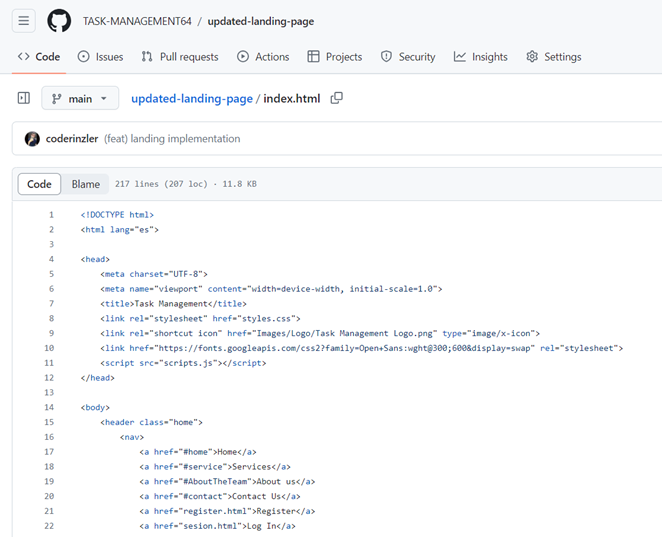 TASK-MANAGEMENT64 / updated-landing-page
Code Issues Pull requests Actions Projects Security Insights Settings
main updated-landing-page / index.html
coderinzler (feat) landing implementation
Code Blame 217 lines (207 loc) · 11.8 KB
1 <!DOCTYPE html>
2 <html lang="es">
3
4 <head>
5 <meta charset="UTF-8">
6 <meta name="viewport" content="width=device-width, initial-scale=1.0">
7 <title>Task Management</title>
8 <link rel="stylesheet" href="styles.css">
9 <link rel="shortcut icon" href="Images/Logo/Task Management Logo.png" type="image/x-icon">
10 <link href="https://fonts.googleapis.com/css2?family=Open+Sans:wght@300;600&display=swap" rel="stylesheet">
11 <script src="scripts.js"></script>
12 </head>
13
14 <body>
15 <header class="home">
16 <nav>
17 <a href="#home">Home</a>
18 <a href="#service">Services</a>
19 <a href="#AboutTheTeam">About us</a>
20 <a href="#contact">Contact Us</a>
21 <a href="register.html">Register</a>
22 <a href="sesion.html">Log In</a>